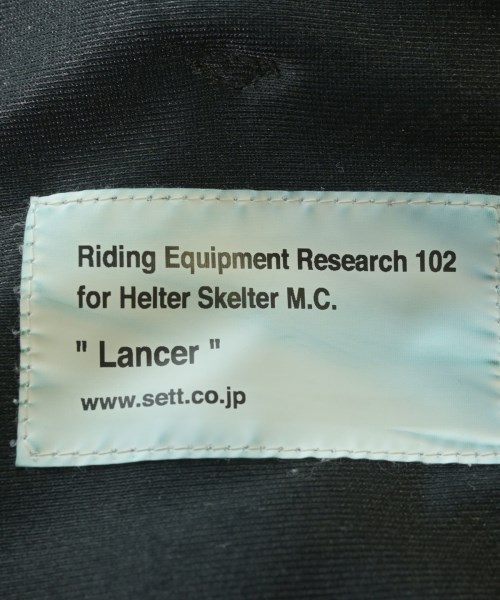 Riding Equipment Research 102
for Helter Skelter M.C.
" Lancer "
www.sett.co.jp